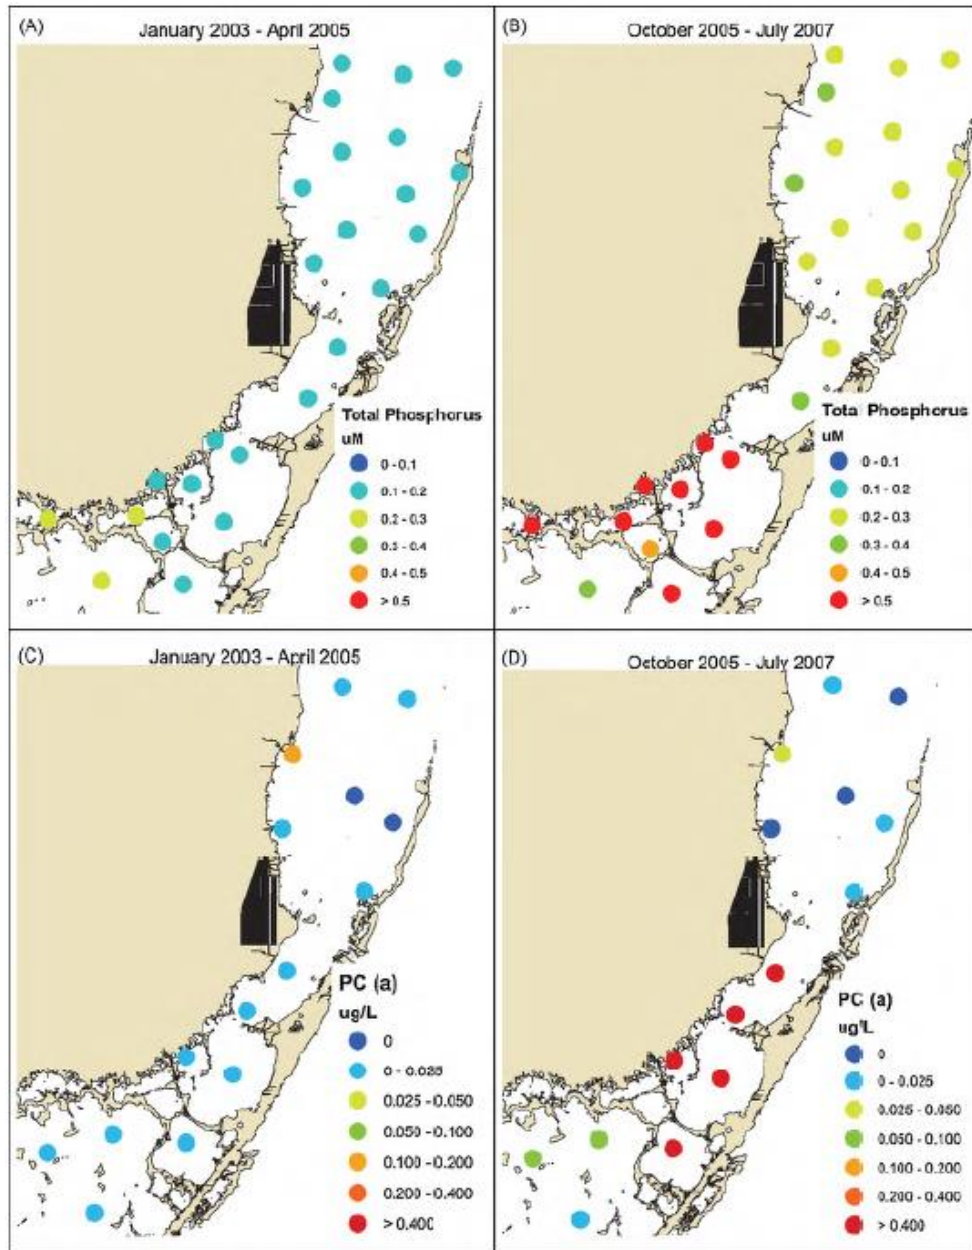 (A) January 2003 - April 2005
Total Phosphorus
uM
0 - 0.1
0.1 - 0.2
0.2 - 0.3
0.3 - 0.4
0.4 - 0.5
> 0.5
(B) October 2005 - July 2007
Total Phosphorus
uM
0 - 0.1
0.1 - 0.2
0.2 - 0.3
0.3 - 0.4
0.4 - 0.5
> 0.5
(C) January 2003 - April 2005
PC (a)
ug/L
0
0 - 0.025
0.025 - 0.050
0.050 - 0.100
0.100 - 0.200
0.200 - 0.400
> 0.400
(D) October 2005 - July 2007
PC (a)
ug/L
0
0 - 0.025
0.025 - 0.050
0.050 - 0.100
0.100 - 0.200
0.200 - 0.400
> 0.400